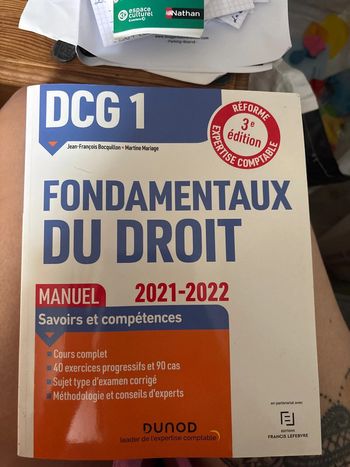 espace
culturel
Nathan
DCG 1
Jean-François Bocquillon • Martine Mariage
RÉFORME
3e édition
EXPERTISE COMPTABLE
FONDAMENTAUX
DU DROIT
MANUEL 2021-2022
Savoirs et compétences
Cours complet
40 exercices progressifs et 90 cas
Sujet type d'examen corrigé
Méthodologie et conseils d'experts
DUNOD
leader de l'expertise comptable
en partenariat avec
ÉDITIONS
FRANCIS LEFEBVRE